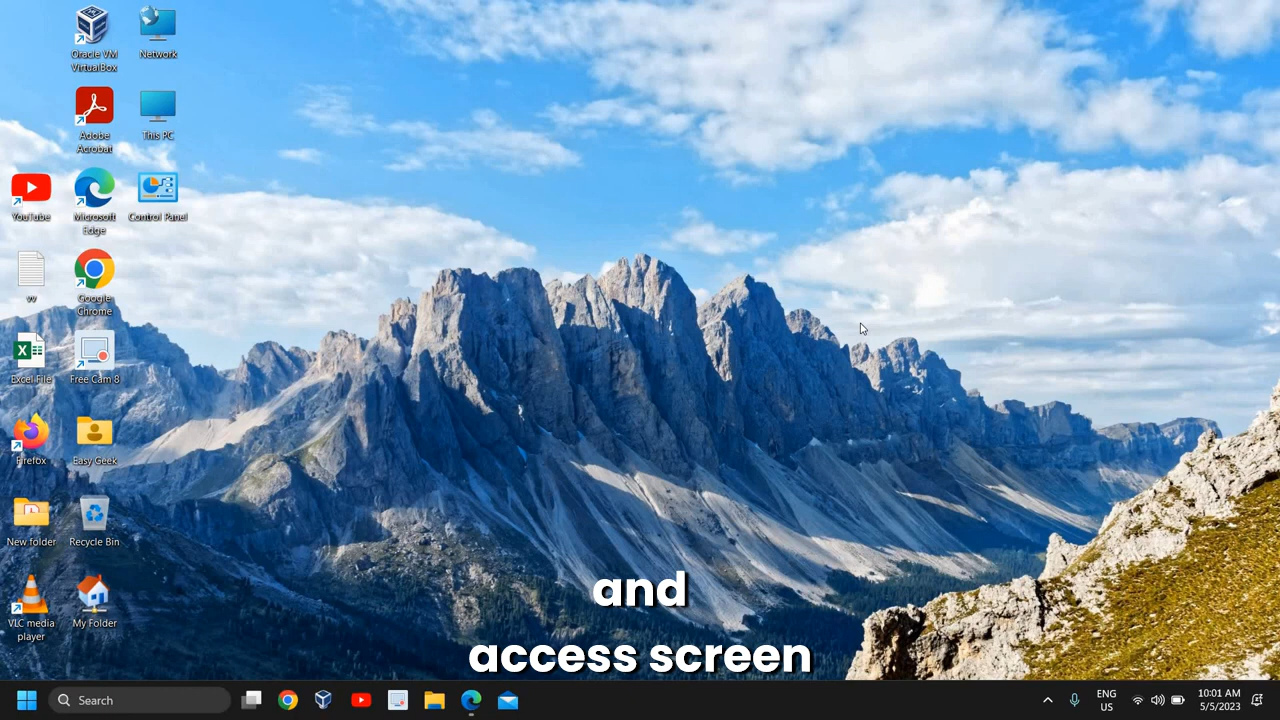 Oracle VM
VirtualBox
Network
Adobe
Acrobat
This PC
YouTube
Microsoft
Edge
Control Panel
vv
Google
Chrome
Excel File
Free Cam 8
Firefox
Easy Geek
New folder
Recycle Bin
VLC media
player
My Folder
and
access screen
Search
ENG
US
10:01 AM
5/5/2023